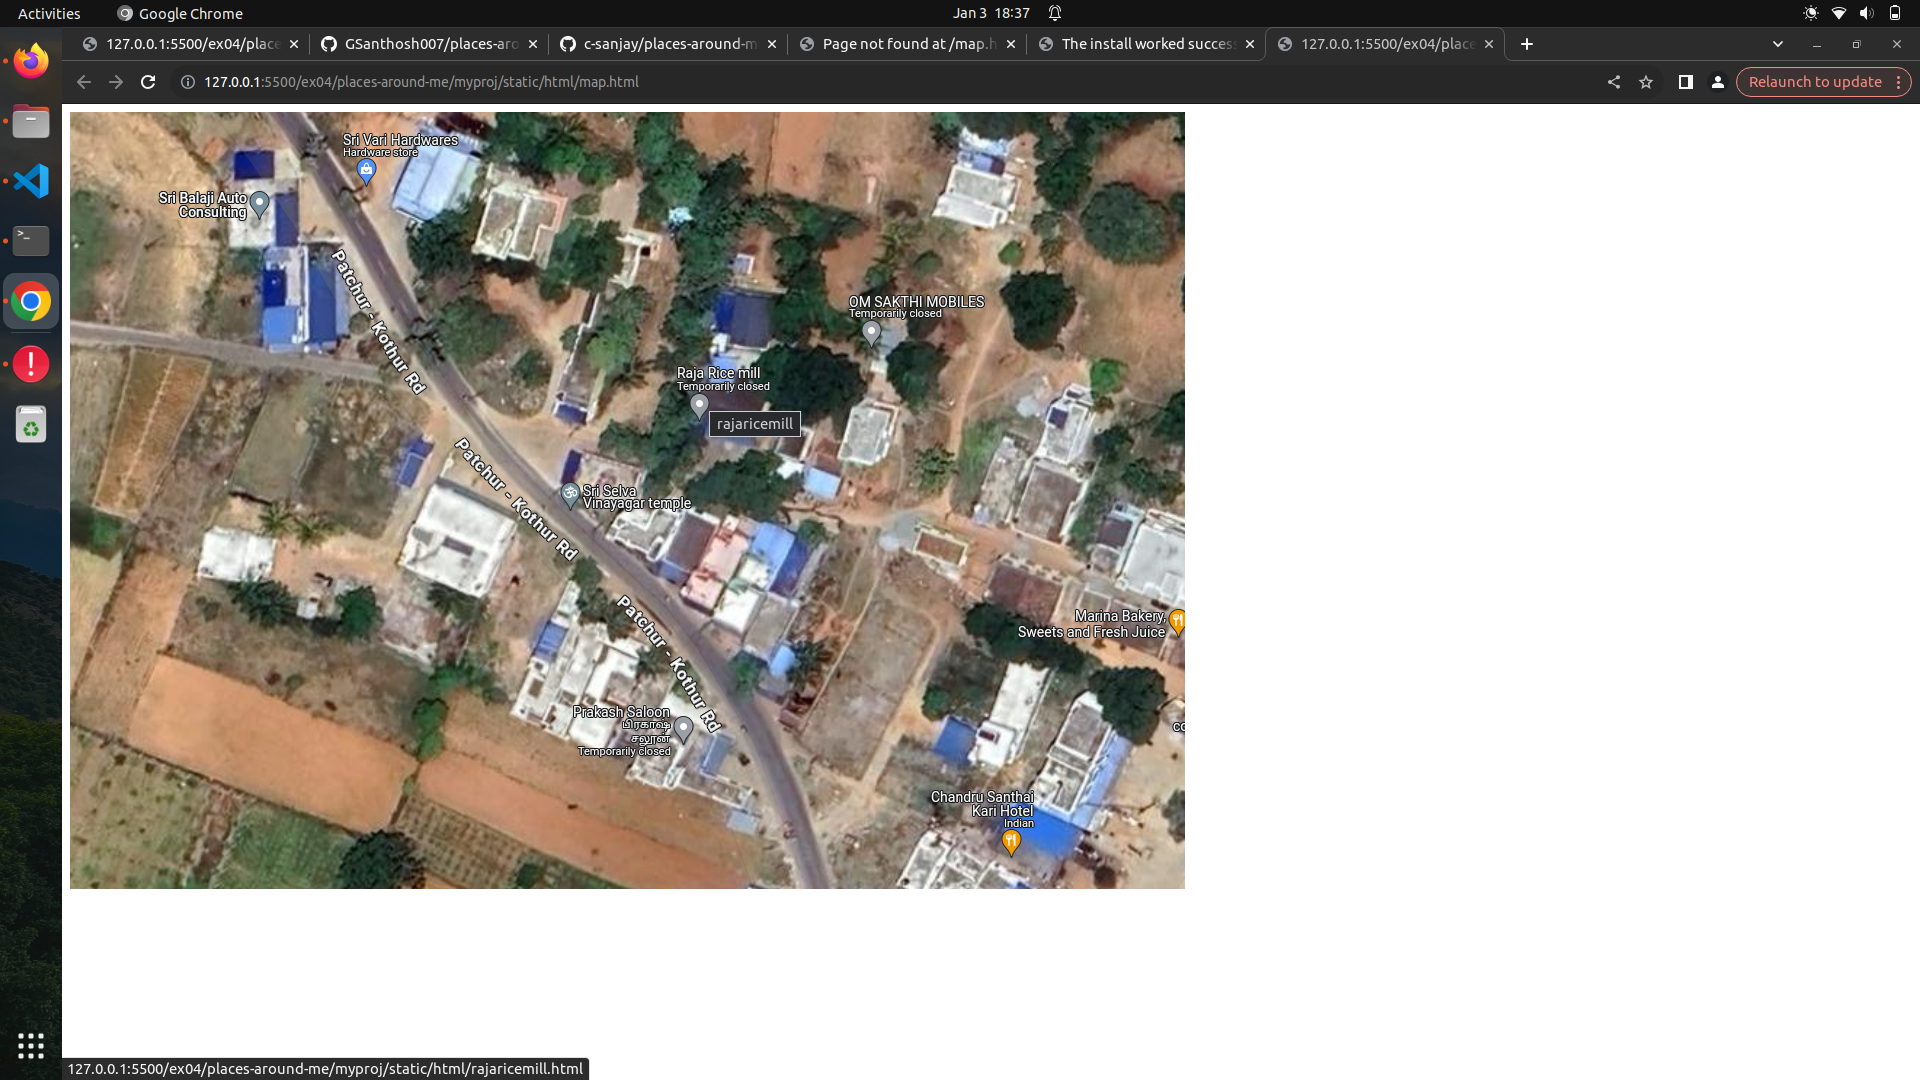 Activities
Google Chrome
Jan 3 18:37
127.0.0.1:5500/ex04/place
GSanthosh007/places-aro
c-sanjay/places-around-m
Page not found at /map.h
The install worked success
127.0.0.1:5500/ex04/place
127.0.0.1:5500/ex04/places-around-me/myproj/static/html/map.html
Relaunch to update
Sri Vari Hardwares
Hardware store
Sri Balaji Auto
Consulting
Patchur - Kothur Rd
OM SAKTHI MOBILES
Temporarily closed
Raja Rice mill
Temporarily closed
rajaricemill
Patchur - Kothur Rd
Sri Selva
Vinayagar temple
Patchur - Kothur Rd
Marina Bakery,
Sweets and Fresh Juice
Prakash Saloon
பிரகாஷ்
சலூன்
Temporarily closed
co
Chandru Santhai
Kari Hotel
Indian
127.0.0.1:5500/ex04/places-around-me/myproj/static/html/rajaricemill.html